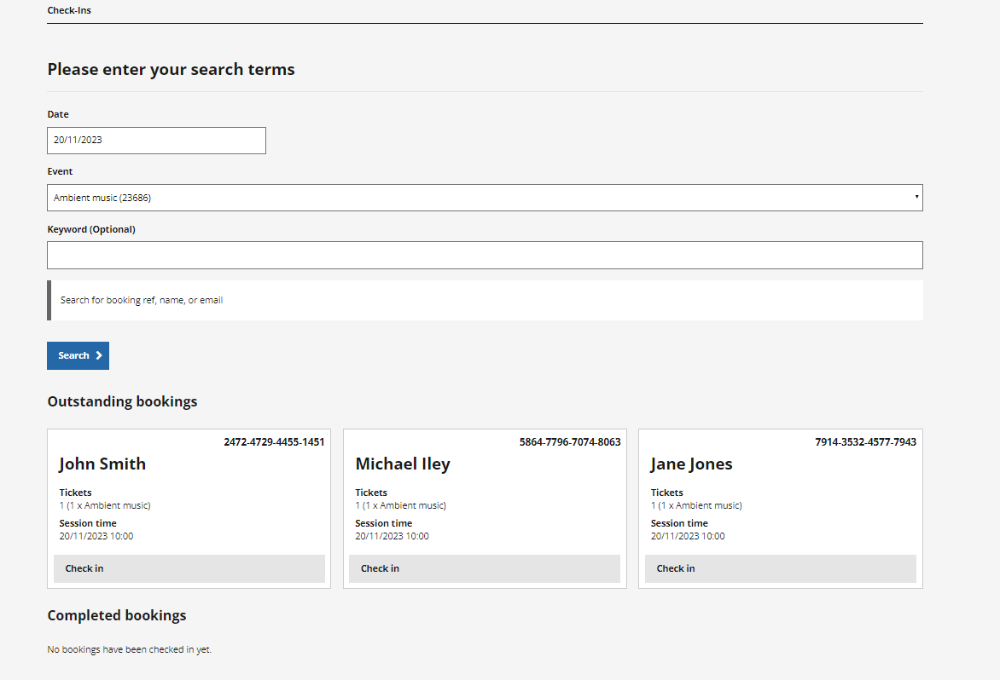 Check-Ins
Please enter your search terms
Date
20/11/2023
Event
Ambient music (23686)
Keyword (Optional)
Search for booking ref, name, or email
Search
Outstanding bookings
2472-4729-4455-1451
John Smith
Tickets
1 (1 x Ambient music)
Session time
20/11/2023 10:00
Check in
5864-7796-7074-8063
Michael Iley
Tickets
1 (1 x Ambient music)
Session time
20/11/2023 10:00
Check in
7914-3532-4577-7943
Jane Jones
Tickets
1 (1 x Ambient music)
Session time
20/11/2023 10:00
Check in
Completed bookings
No bookings have been checked in yet.